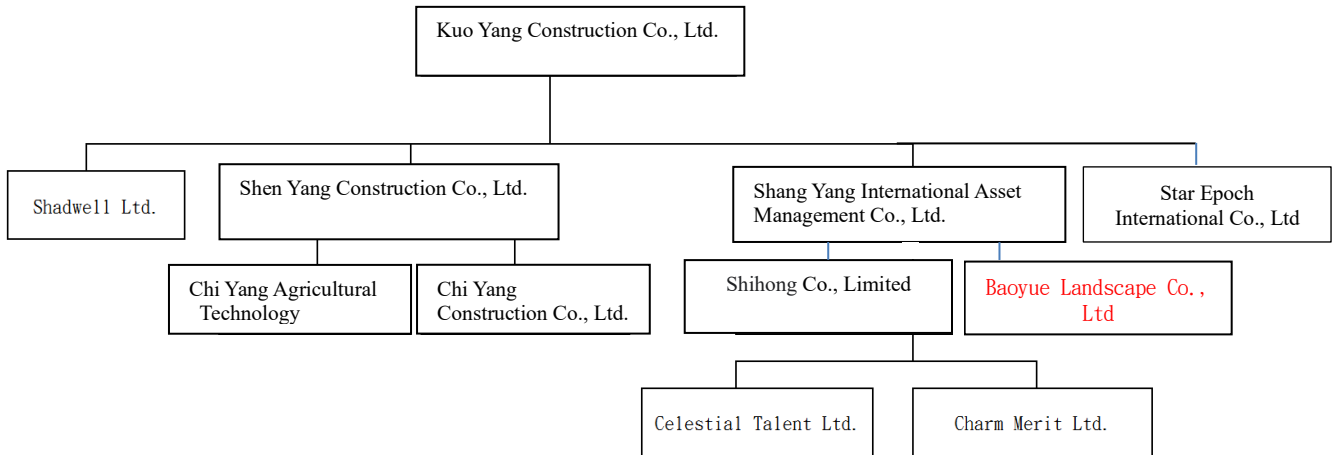 Kuo Yang Construction Co., Ltd.
Shadwell Ltd.
Shen Yang Construction Co., Ltd.
Shang Yang International Asset
Management Co., Ltd.
Star Epoch
International Co., Ltd
Chi Yang Agricultural
Technology
Chi Yang
Construction Co., Ltd.
Shihong Co., Limited
Baoyue Landscape Co.,
Ltd
Celestial Talent Ltd.
Charm Merit Ltd.